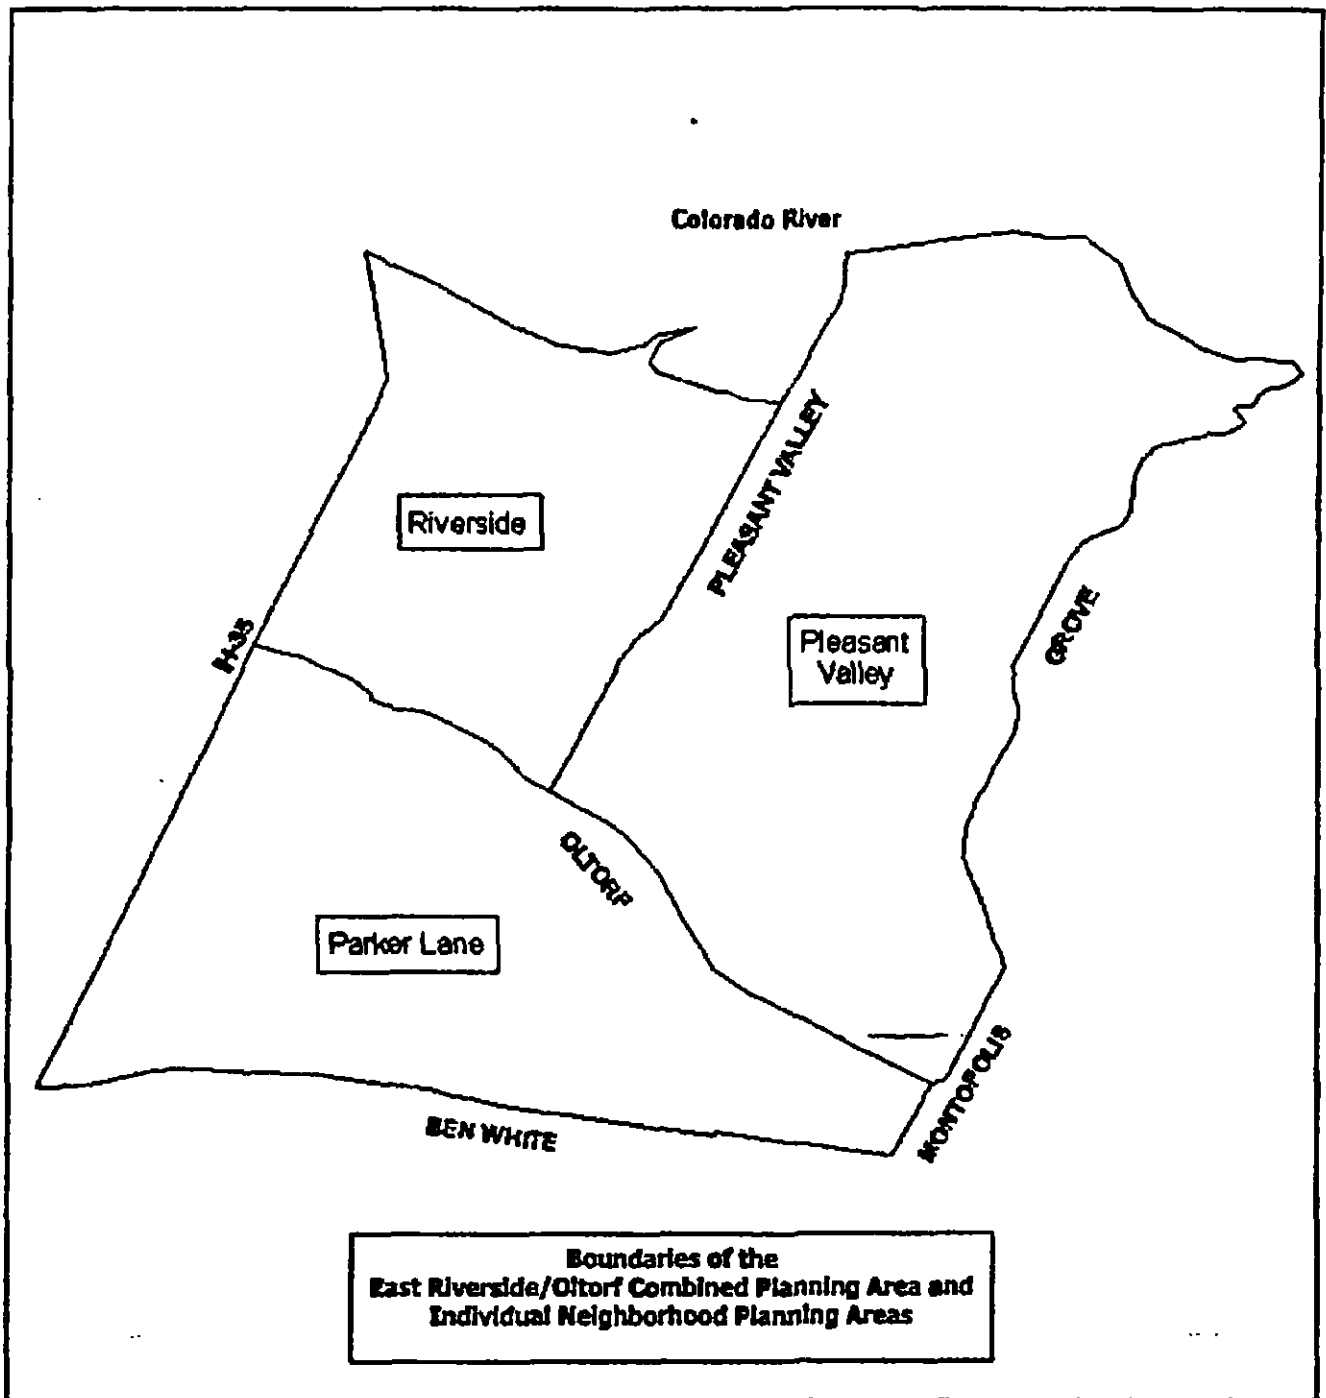 Colorado River
PLEASANT VALLEY
Riverside
GROVE
Pleasant
Valley
IH-35
OLTORF
Parker Lane
MONTOPOLIS
BEN WHITE
Boundaries of the
East Riverside/Oltorf Combined Planning Area and
Individual Neighborhood Planning Areas